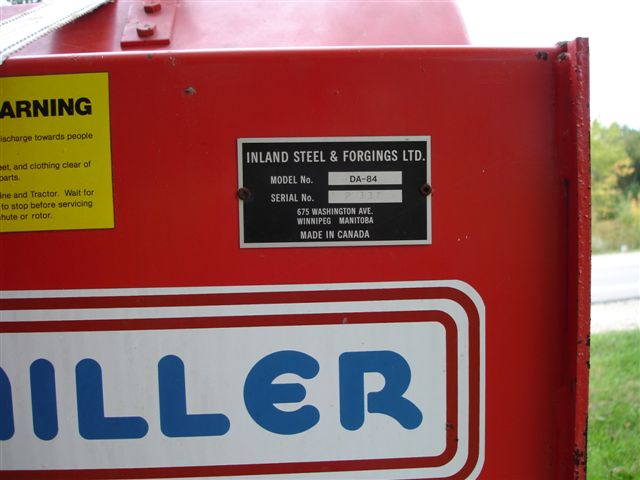 ARNING
discharge towards people
eet, and clothing clear of
parts.
ine and Tractor. Wait for
to stop before servicing
hute or rotor.
INLAND STEEL & FORGINGS LTD.
MODEL No. DA-84
SERIAL No.
675 WASHINGTON AVE.
WINNIPEG MANITOBA
MADE IN CANADA
ILLER